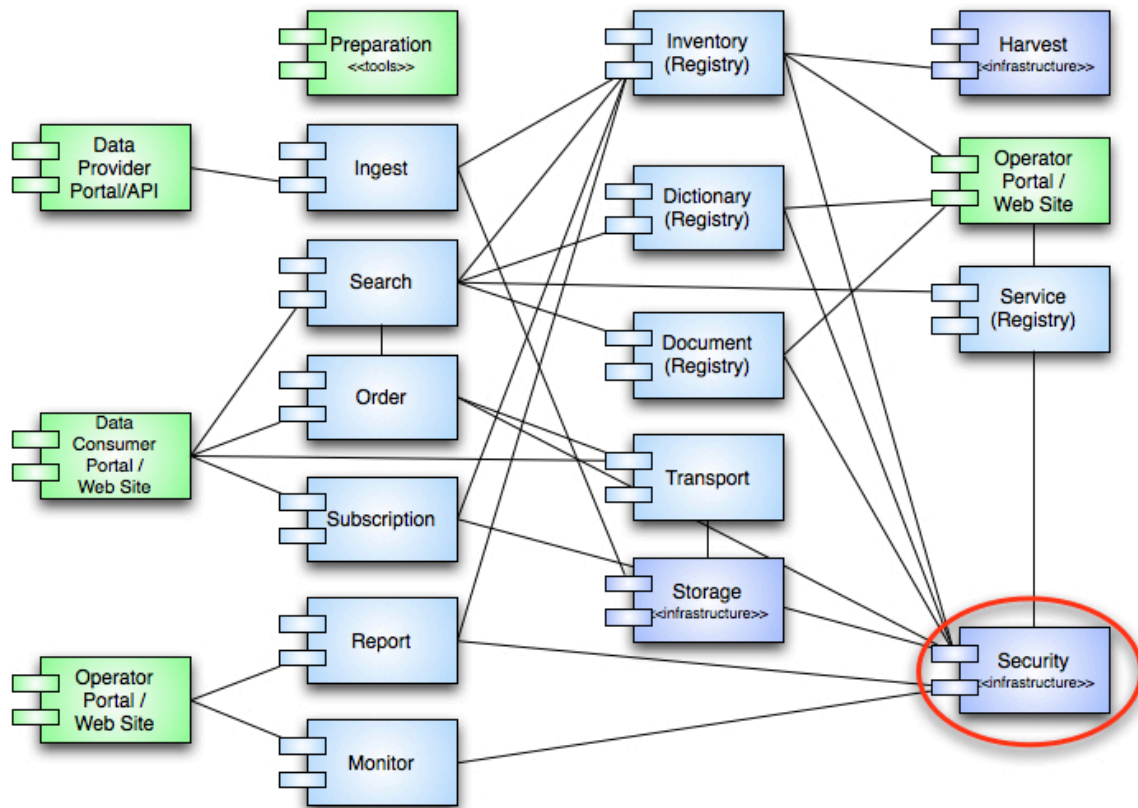 Preparation
<<tools>>
Inventory
(Registry)
Harvest
<<infrastructure>>
Data
Provider
Portal/API
Ingest
Dictionary
(Registry)
Operator
Portal /
Web Site
Search
Service
(Registry)
Document
(Registry)
Order
Data
Consumer
Portal /
Web Site
Transport
Subscription
Storage
<<infrastructure>>
Report
Security
<<infrastructure>>
Operator
Portal /
Web Site
Monitor